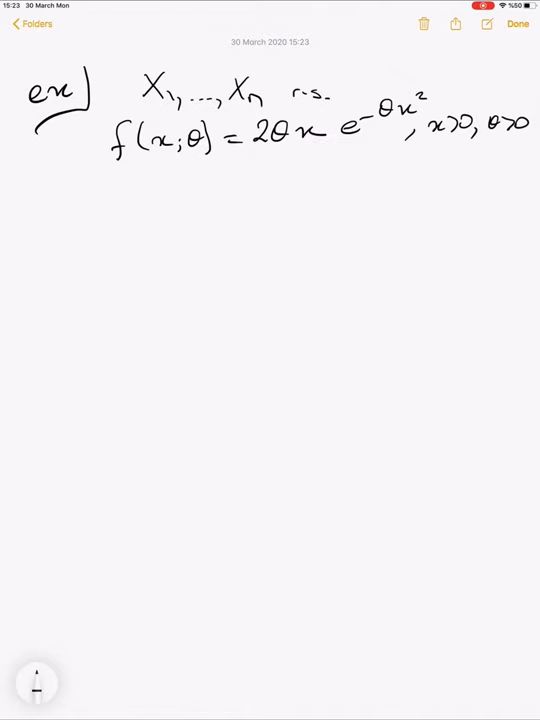 15:23 30 March Mon %50
Folders Done
30 March 2020 15:23
ex) X₁, ..., Xₙ r.s.
f(x;θ) = 2θx e^{-θx²}, x>0, θ>0